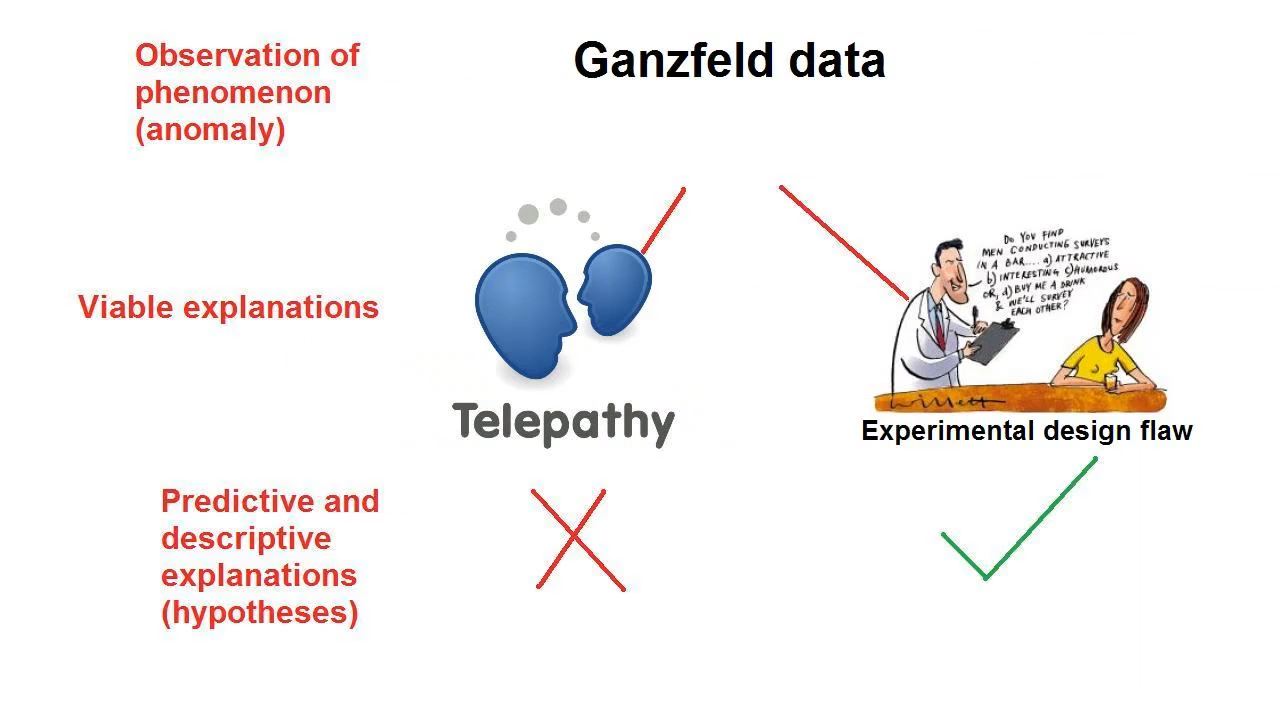 Observation of
phenomenon
(anomaly)
Ganzfeld data
Viable explanations
Telepathy
DO YOU FIND
MEN CONDUCTING SURVEYS
IN A BAR.... a) ATTRACTIVE
b) INTERESTING c) HUMOROUS
OR, d) BUY ME A DRINK
& WE'LL SURVEY
EACH OTHER?
willett
Experimental design flaw
Predictive and
descriptive
explanations
(hypotheses)